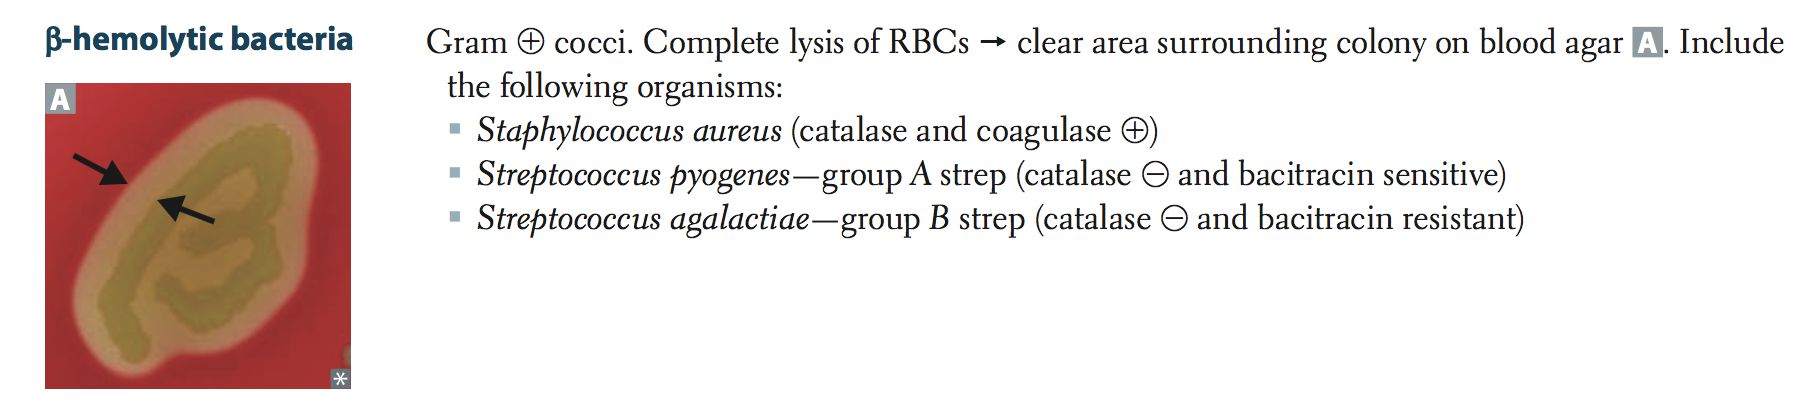 β-hemolytic bacteria
Gram ⊕ cocci. Complete lysis of RBCs → clear area surrounding colony on blood agar A. Include
the following organisms:
▪ Staphylococcus aureus (catalase and coagulase ⊕)
▪ Streptococcus pyogenes—group A strep (catalase ⊖ and bacitracin sensitive)
▪ Streptococcus agalactiae—group B strep (catalase ⊖ and bacitracin resistant)
A
*